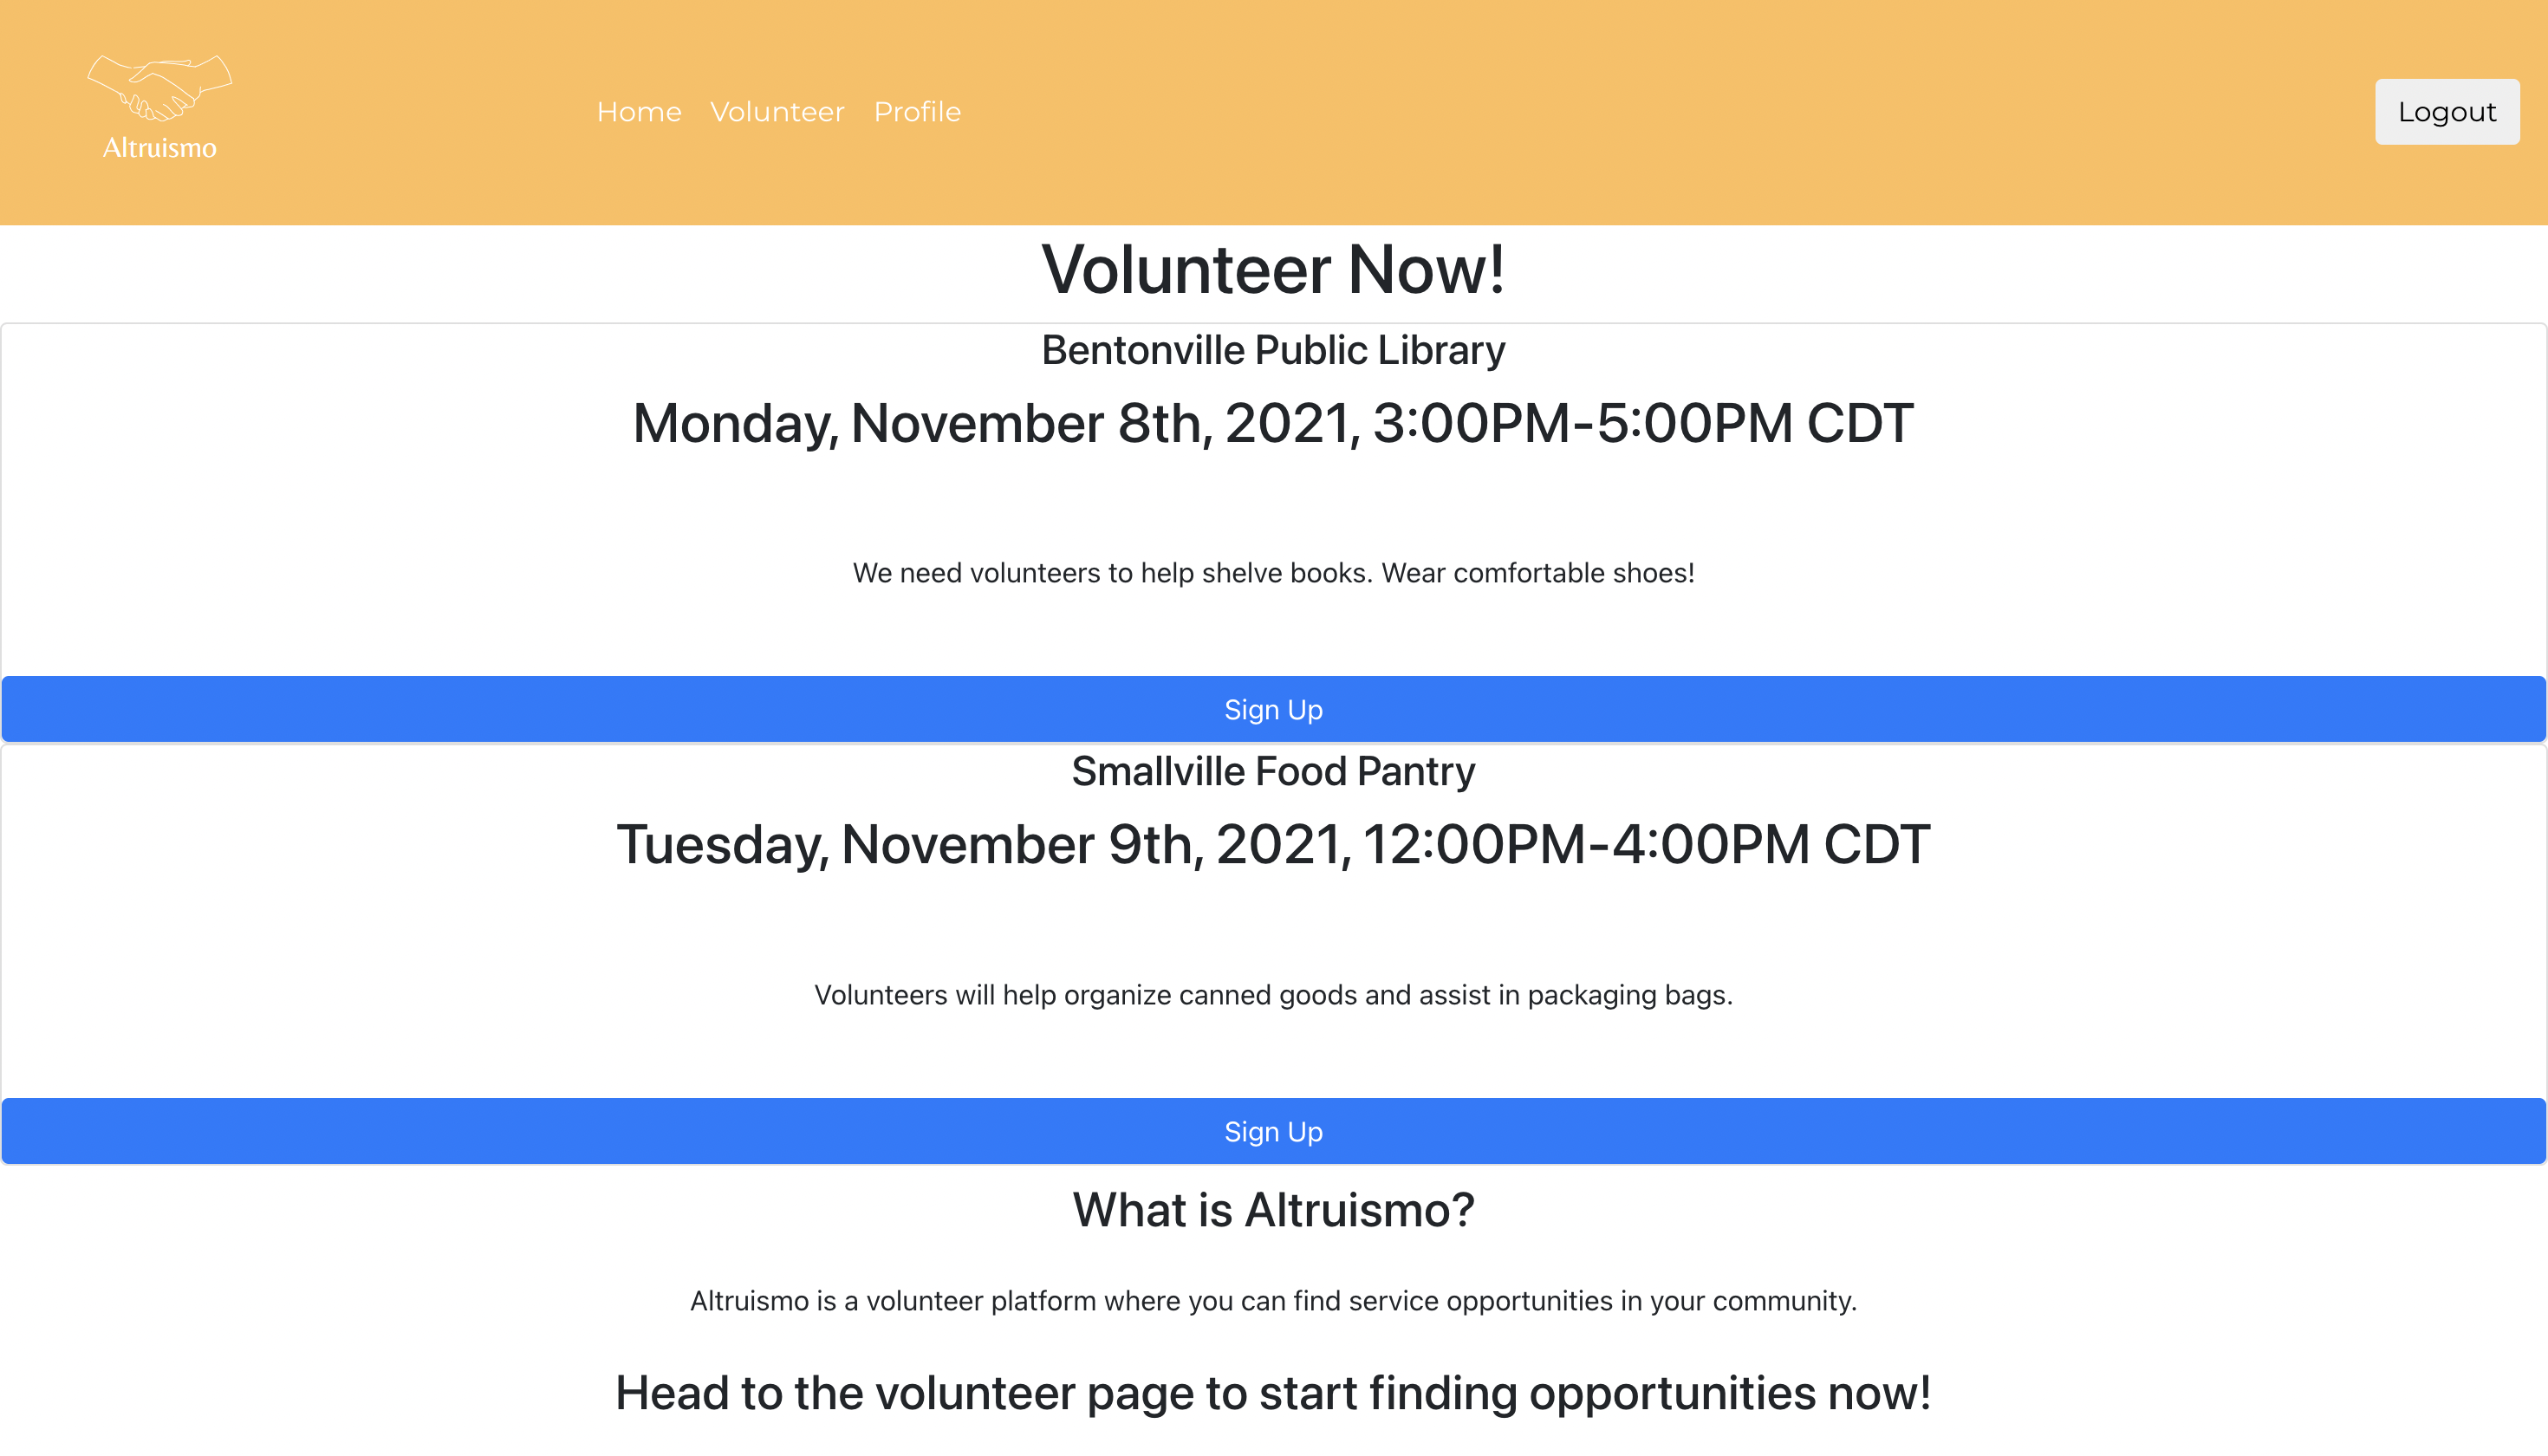 Altruismo
Home Volunteer Profile
Logout
Volunteer Now!
Bentonville Public Library
Monday, November 8th, 2021, 3:00PM-5:00PM CDT
We need volunteers to help shelve books. Wear comfortable shoes!
Sign Up
Smallville Food Pantry
Tuesday, November 9th, 2021, 12:00PM-4:00PM CDT
Volunteers will help organize canned goods and assist in packaging bags.
Sign Up
What is Altruismo?
Altruismo is a volunteer platform where you can find service opportunities in your community.
Head to the volunteer page to start finding opportunities now!